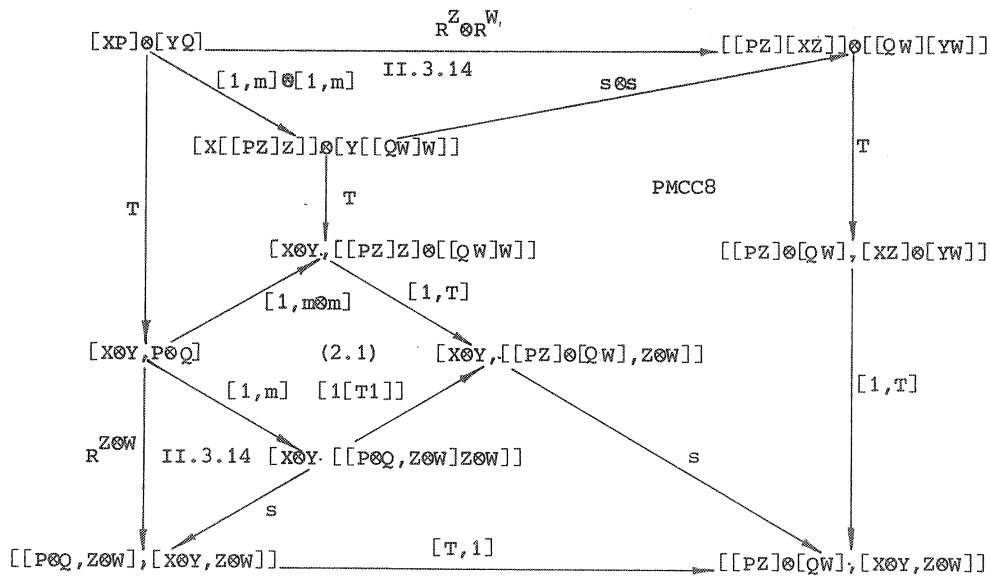 R^Z⊗R^W
[XP]⊗[YQ] [[PZ][XZ]]⊗[[QW][YW]]
II.3.14
[1,m]⊗[1,m] s⊗s
[X[[PZ]Z]]⊗[Y[[QW]W]] T
PMCC8
T T
[X⊗Y,[[PZ]Z]⊗[[QW]W]] [[PZ]⊗[QW],[XZ]⊗[YW]]
[1,m⊗m] [1,T]
[X⊗Y,P⊗Q] (2.1) [X⊗Y,[[PZ]⊗[QW],Z⊗W]]
[1,m] [1[T1]] [1,T]
R^Z⊗W II.3.14 [X⊗Y [[P⊗Q,Z⊗W]Z⊗W]] s
s
[T,1]
[[P⊗Q,Z⊗W],[X⊗Y,Z⊗W]] [[PZ]⊗[QW],[X⊗Y,Z⊗W]]